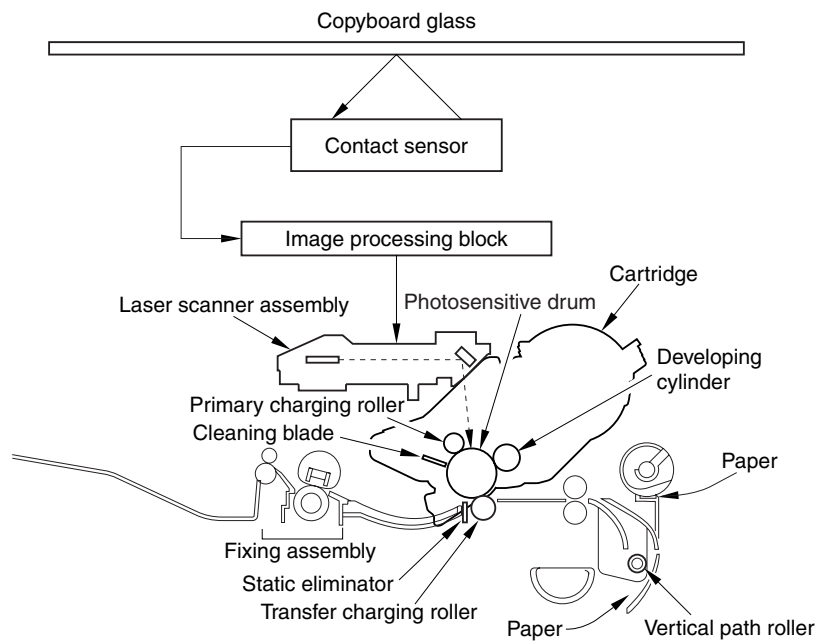 Copyboard glass
Contact sensor
Image processing block
Cartridge
Laser scanner assembly
Photosensitive drum
Developing
cylinder
Primary charging roller
Cleaning blade
Paper
Fixing assembly
Static eliminator
Transfer charging roller
Paper
Vertical path roller